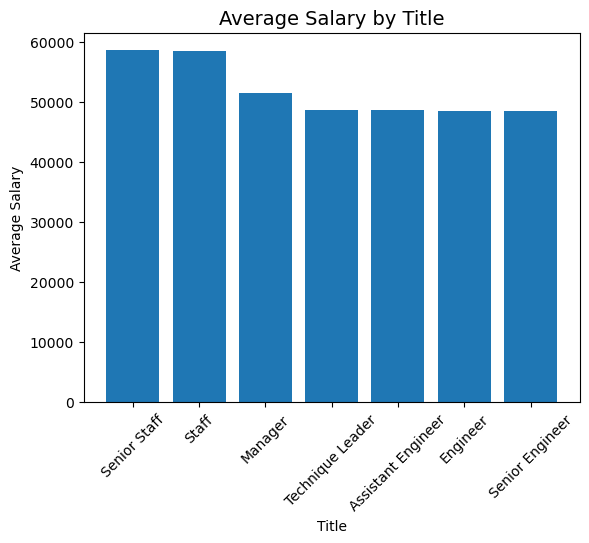 Average Salary by Title
Average Salary
60000
50000
40000
30000
20000
10000
0
Senior Staff
Staff
Manager
Technique Leader
Assistant Engineer
Engineer
Senior Engineer
Title